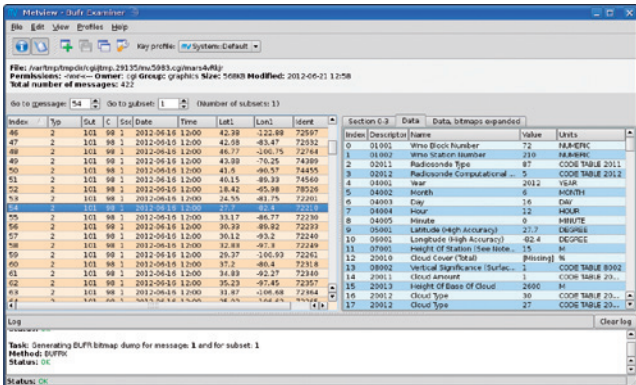 Metview - Bufr Examiner
File Edit View Profiles Help
Key profile: System::Default
Permissions: -rwxr-x-- Owner: cgi Group: graphics Size: 568KB Modified: 2012-06-21 12:58
Total number of messages: 422
Go to message: 54 Go to subset: 1 (Number of subsets: 1)
Index Typ Sut C Date Time Lat1 Lon1 Ident
46 2 101 98 1 2012-06-16 12:00 42.38 -122.88 72597
47 2 101 98 1 2012-06-16 12:00 42.68 -83.47 72632
48 2 101 98 1 2012-06-16 12:00 46.77 -100.75 72764
49 2 101 98 1 2012-06-16 12:00 43.88 -70.25 74389
50 2 101 98 1 2012-06-16 12:00 41.6 -90.57 74455
51 2 101 98 1 2012-06-16 12:00 40.15 -89.33 74560
52 2 101 98 1 2012-06-16 12:00 18.42 -65.98 78526
53 2 101 98 1 2012-06-16 12:00 24.55 -81.75 72201
54 2 101 98 1 2012-06-16 12:00 27.7 -82.4 72210
55 2 101 98 1 2012-06-16 12:00 33.17 -86.77 72230
56 2 101 98 1 2012-06-16 12:00 30.33 -89.82 72233
57 2 101 98 1 2012-06-16 12:00 30.12 -93.2 72240
58 2 101 98 1 2012-06-16 12:00 32.83 -97.3 72249
59 2 101 98 1 2012-06-16 12:00 29.37 -100.93 72261
60 2 101 98 1 2012-06-16 12:00 37.2 -80.4 72318
61 2 101 98 1 2012-06-16 12:00 34.83 -92.27 72340
62 2 101 98 1 2012-06-16 12:00 35.23 -97.45 72357
63 2 101 98 1 2012-06-16 12:00 31.87 -106.68 72364
Section 0-3 Data Data, bitmaps expanded
Index Descriptor Name Value Units
0 01001 Wmo Block Number 72 NUMERIC
1 01002 Wmo Station Number 210 NUMERIC
2 02011 Radiosonde Type 87 CODE TABLE 2011
3 02012 Radiosonde Computational ... 5 CODE TABLE 2012
4 04001 Year 2012 YEAR
5 04002 Month 6 MONTH
6 04003 Day 16 DAY
7 04004 Hour 12 HOUR
8 04005 Minute 0 MINUTE
9 05001 Latitude (High Accuracy) 27.7 DEGREE
10 06001 Longitude (High Accuracy) -82.4 DEGREE
11 07001 Height Of Station (See Note... 15 M
12 20010 Cloud Cover (Total) [Missing] %
13 08002 Vertical Significance (Surfac... 1 CODE TABLE 8002
14 20011 Cloud Amount 1 CODE TABLE 20...
15 20013 Height Of Base Of Cloud 2600 M
16 20012 Cloud Type 30 CODE TABLE 20...
17 20012 Cloud Type 27 CODE TABLE 20...
Log Clear log
Task: Generating BUFR bitmap dump for message: 1 and for subset: 1
Method: BUFRX
Status: OK
Status: OK